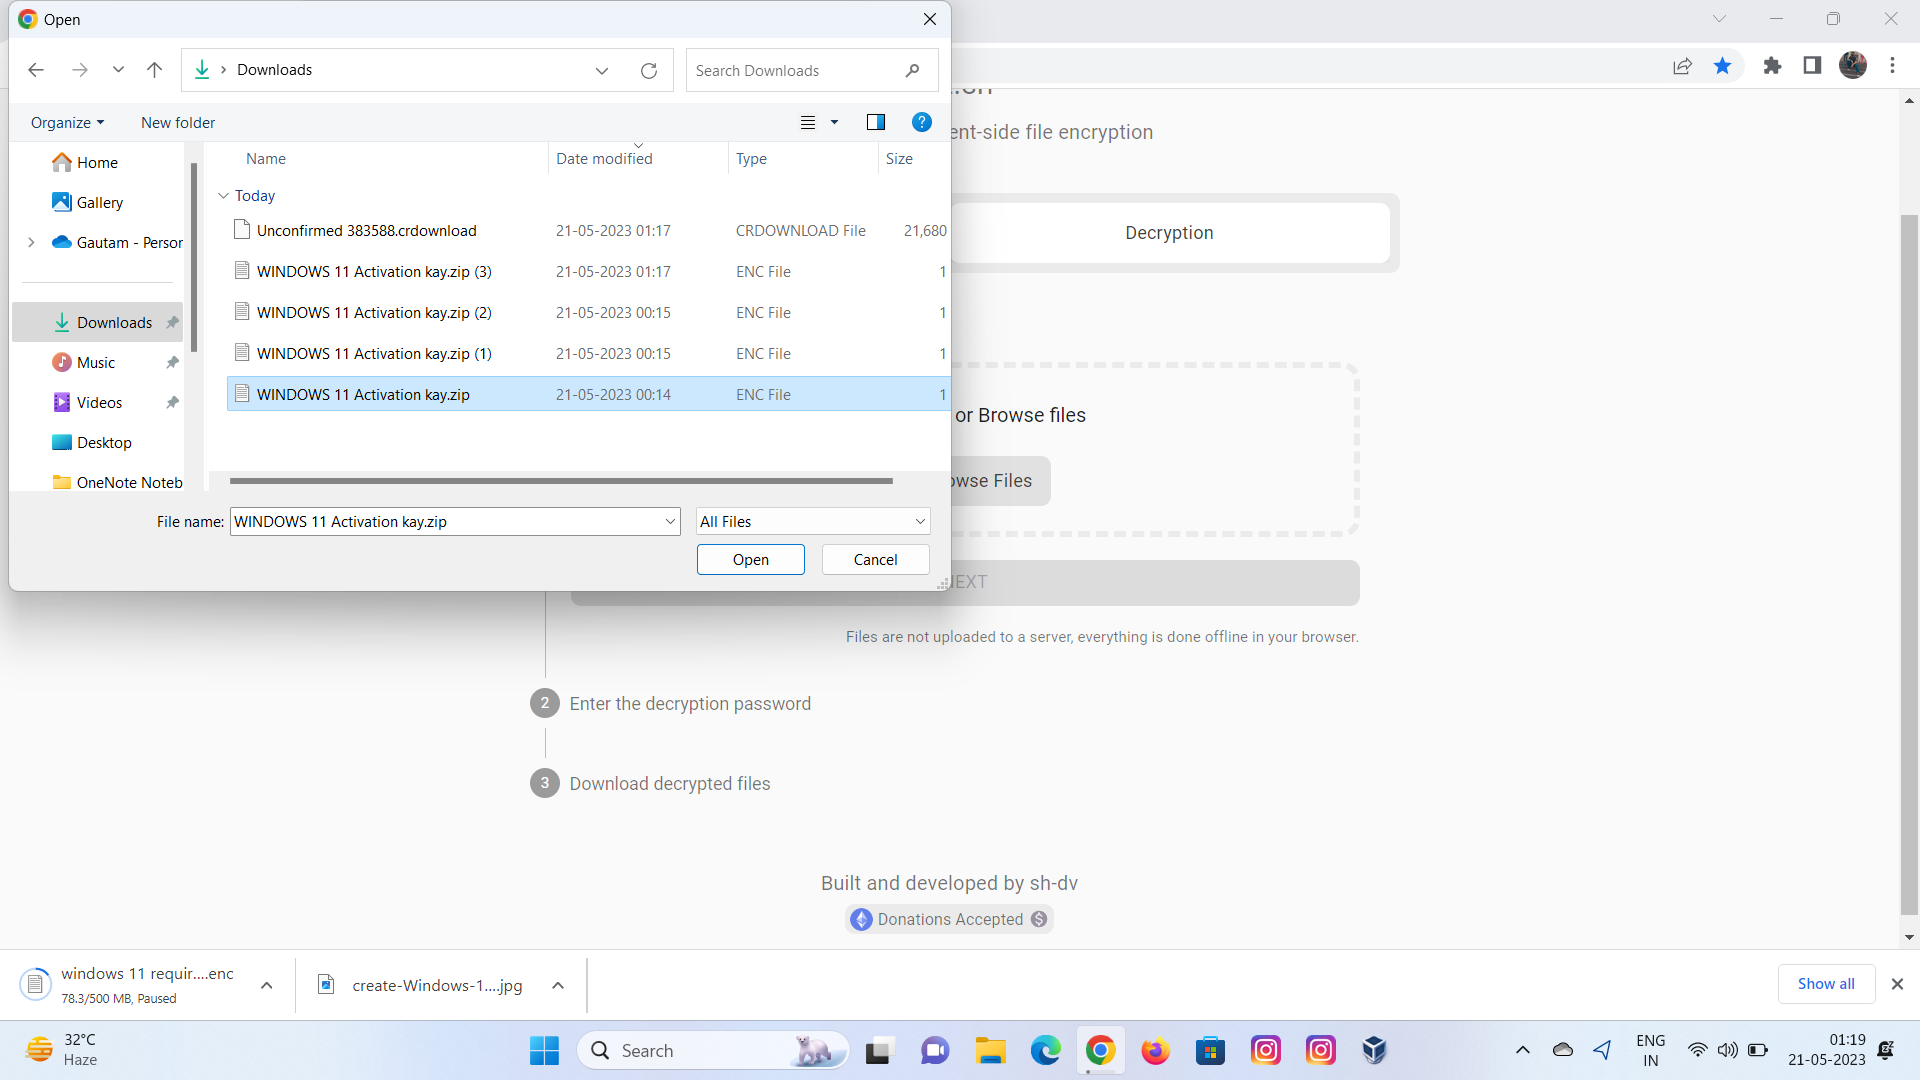 Open
Downloads
Search Downloads
Organize
New folder
Name
Date modified
Type
Size
Home
Gallery
Gautam - Person
Downloads
Music
Videos
Desktop
OneNote Noteb
Today
Unconfirmed 383588.crdownload 21-05-2023 01:17 CRDOWNLOAD File 21,680
WINDOWS 11 Activation kay.zip (3) 21-05-2023 01:17 ENC File 1
WINDOWS 11 Activation kay.zip (2) 21-05-2023 00:15 ENC File 1
WINDOWS 11 Activation kay.zip (1) 21-05-2023 00:15 ENC File 1
WINDOWS 11 Activation kay.zip 21-05-2023 00:14 ENC File 1
File name: WINDOWS 11 Activation kay.zip
All Files
Open
Cancel
ent-side file encryption
Decryption
or Browse files
owse Files
EXT
Files are not uploaded to a server, everything is done offline in your browser.
2 Enter the decryption password
3 Download decrypted files
Built and developed by sh-dv
Donations Accepted
windows 11 requir....enc
78.3/500 MB, Paused
create-Windows-1....jpg
Show all
32°C
Haze
Search
ENG
IN
01:19
21-05-2023